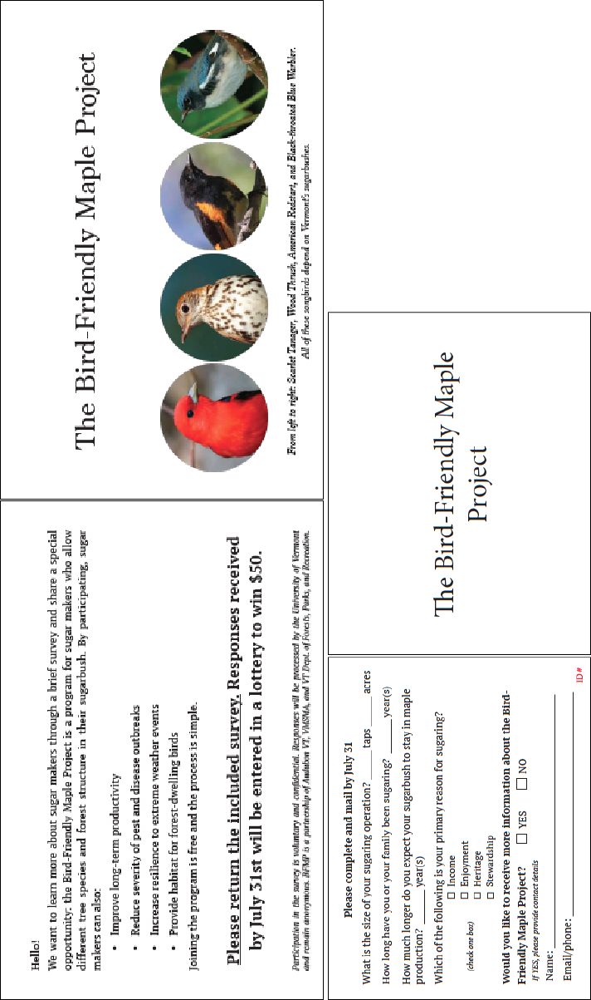 The Bird-Friendly Maple Project
From left to right: Scarlet Tanager, Wood Thrush, American Redstart, and Black-throated Blue Warbler.
All of these songbirds depend on Vermont's sugarbushes.
Hello!
We want to learn more about sugar makers through a brief survey and share a special
opportunity: the Bird-Friendly Maple Project is a program for sugar makers who allow
different tree species and forest structure in their sugarbush. By participating, sugar
makers can also:
• Improve long-term productivity
• Reduce severity of pest and disease outbreaks
• Increase resilience to extreme weather events
• Provide habitat for forest-dwelling birds
Joining the program is free and the process is simple.
Please return the included survey. Responses received
by July 31st will be entered in a lottery to win $50.
Participation in the survey is voluntary and confidential. Responses will be processed by the University of Vermont
and remain anonymous. BFMP is a partnership of Audubon VT, VMSMA, and VT Dept. of Forests, Parks, and Recreation.
The Bird-Friendly Maple
Project
Please complete and mail by July 31
What is the size of your sugaring operation? _____ taps _____ acres
How long have you or your family been sugaring? _____ year(s)
How much longer do you expect your sugarbush to stay in maple
production? _____ year(s)
Which of the following is your primary reason for sugaring?
☐ Income
☐ Enjoyment
(check one box) ☐ Heritage
☐ Stewardship
Would you like to receive more information about the Bird-
Friendly Maple Project? ☐ YES ☐ NO
If YES, please provide contact details
Name: ____________________
Email/phone: ____________________
ID#